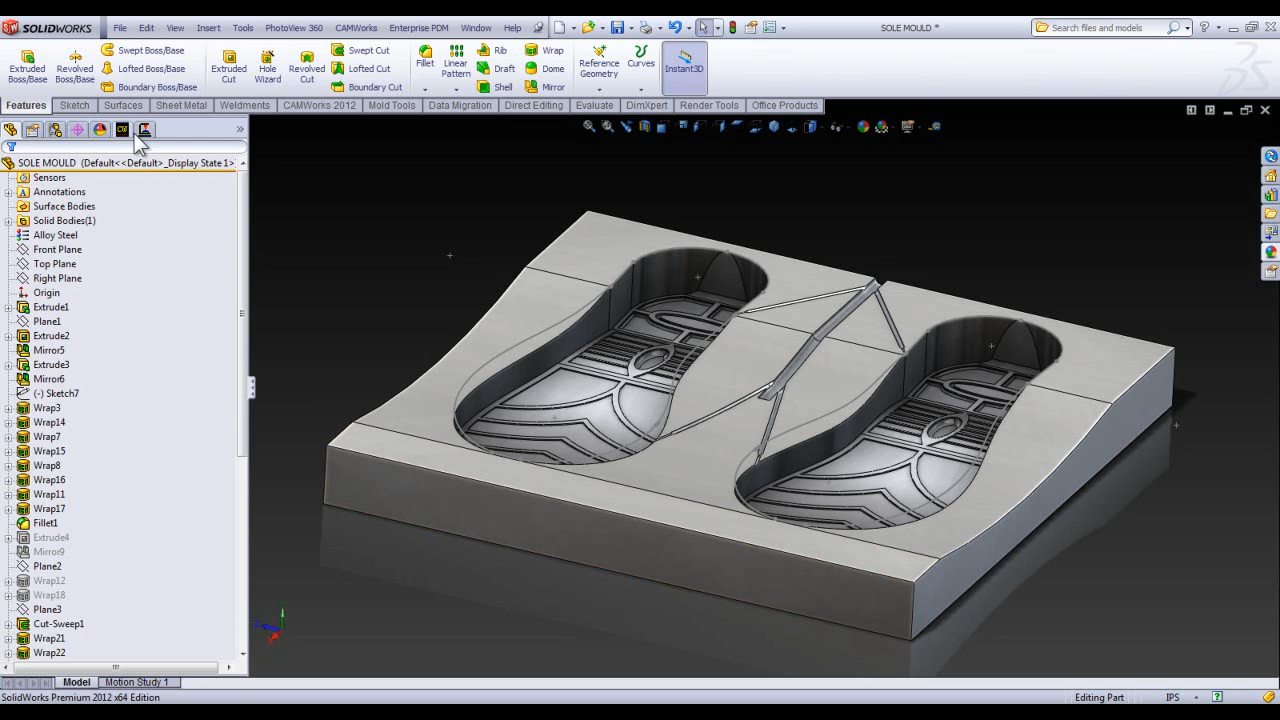 SOLIDWORKS File Edit View Insert Tools PhotoView 360 CAMWorks Enterprise PDM Window Help SOLE MOULD * Search files and models
Extruded Boss/Base
Revolved Boss/Base
Swept Boss/Base
Lofted Boss/Base
Boundary Boss/Base
Extruded Cut
Hole Wizard
Revolved Cut
Swept Cut
Lofted Cut
Boundary Cut
Fillet
Linear Pattern
Rib
Draft
Shell
Wrap
Dome
Mirror
Reference Geometry
Curves
Instant3D
Features Sketch Surfaces Sheet Metal Weldments CAMWorks 2012 Mold Tools Data Migration Direct Editing Evaluate DimXpert Render Tools Office Products
CW
SOLE MOULD (Default<<Default>_Display State 1>)
Sensors
Annotations
Surface Bodies
Solid Bodies(1)
Alloy Steel
Front Plane
Top Plane
Right Plane
Origin
Extrude1
Plane1
Extrude2
Mirror5
Extrude3
Mirror6
(-) Sketch7
Wrap3
Wrap14
Wrap7
Wrap15
Wrap8
Wrap16
Wrap11
Wrap17
Fillet1
Extrude4
Mirror9
Plane2
Wrap12
Wrap18
Plane3
Cut-Sweep1
Wrap21
Wrap22
Model Motion Study 1
SolidWorks Premium 2012 x64 Edition Editing Part IPS